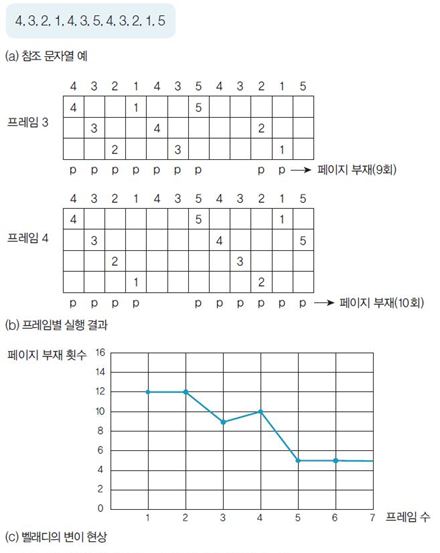 4, 3, 2, 1, 4, 3, 5, 4, 3, 2, 1, 5
(a) 참조 문자열 예
4 3 2 1 4 3 5 4 3 2 1 5
프레임 3
4 1 5
3 4 2
2 3 1
p p p p p p p p p → 페이지 부재(9회)
4 3 2 1 4 3 5 4 3 2 1 5
프레임 4
4 5 1
3 4 5
2 3
1 2
p p p p p p p p p p → 페이지 부재(10회)
(b) 프레임별 실행 결과
페이지 부재 횟수
16
14
12
10
8
6
4
2
0
1 2 3 4 5 6 7
프레임 수
(c) 벨래디의 변이 현상